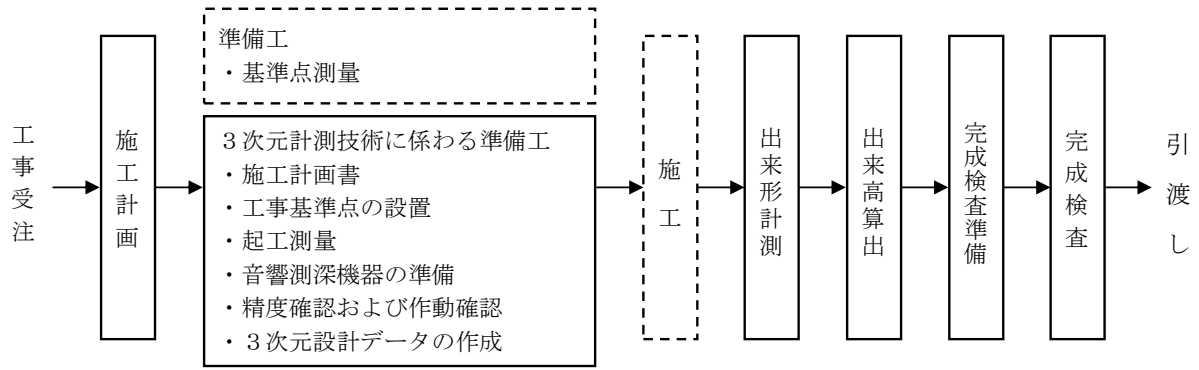 工事受注
施工計画
準備工
・基準点測量
３次元計測技術に係わる準備工
・施工計画書
・工事基準点の設置
・起工測量
・音響測深機器の準備
・精度確認および作動確認
・３次元設計データの作成
施工
出来形計測
出来高算出
完成検査準備
完成検査
引渡し